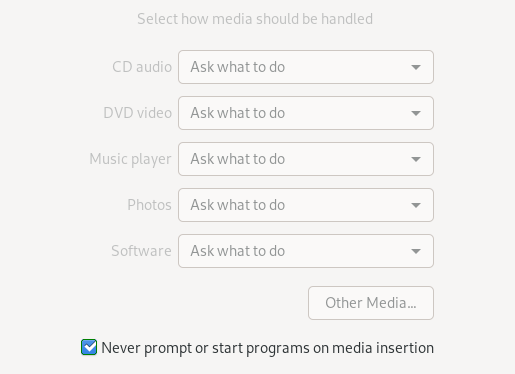 Select how media should be handled
CD audio Ask what to do
DVD video Ask what to do
Music player Ask what to do
Photos Ask what to do
Software Ask what to do
Other Media...
Never prompt or start programs on media insertion